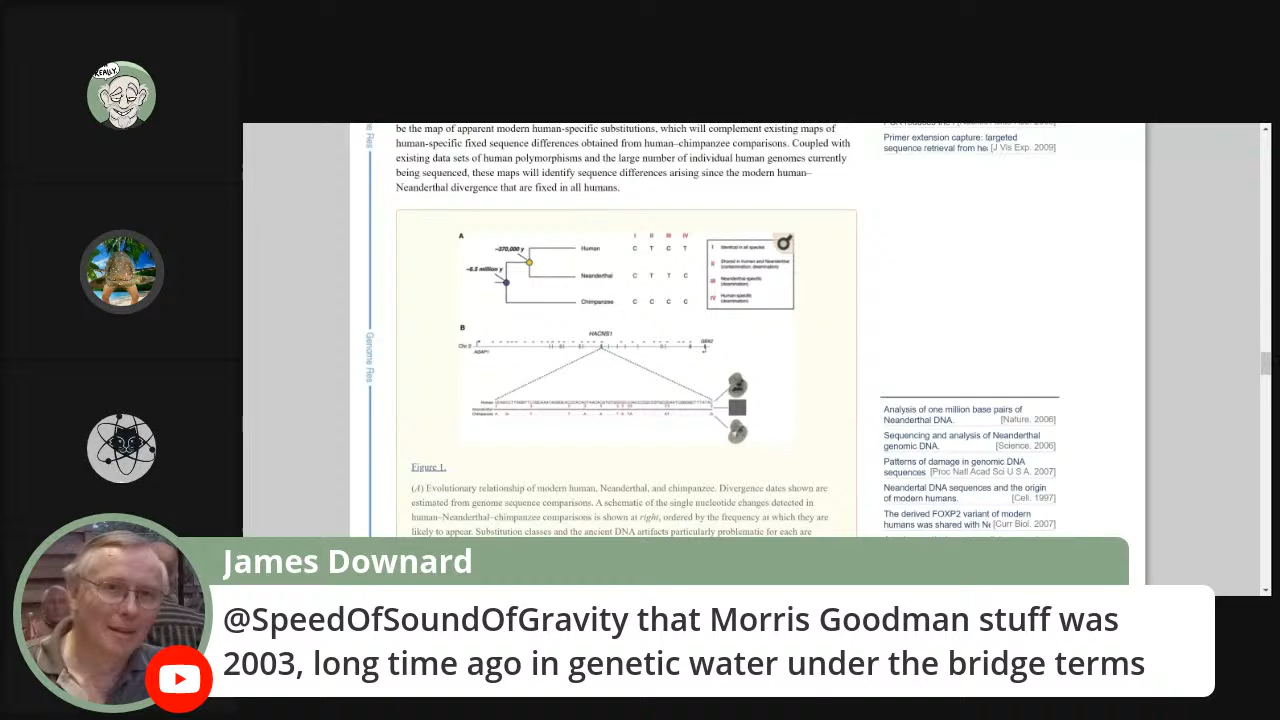 REALLY
be the map of apparent modern human-specific substitutions, which will complement existing maps of
human-specific fixed sequence differences obtained from human–chimpanzee comparisons. Coupled with
existing data sets of human polymorphisms and the large number of individual human genomes currently
being sequenced, these maps will identify sequence differences arising since the modern human–
Neanderthal divergence that are fixed in all humans.
Primer extension capture: targeted
sequence retrieval from he [J Vis Exp. 2009]
A
I II III IV
~370,000 y
Human C T C T
~6.5 million y
Neanderthal C T T C
Chimpanzee C C C C
I Identical in all species
II Shared in Human and Neanderthal
(contamination, deamination)
III Neanderthal-specific
(deamination)
IV Human-specific
(deamination)
B
HACNS1
Chr 2
Human
Chimpanzee
Genome Res
Figure 1.
(A) Evolutionary relationship of modern human, Neanderthal, and chimpanzee. Divergence dates shown are
estimated from genome sequence comparisons. A schematic of the single nucleotide changes detected in
human–Neanderthal–chimpanzee comparisons is shown at right, ordered by the frequency at which they are
likely to appear. Substitution classes and the ancient DNA artifacts particularly problematic for each are
Analysis of one million base pairs of
Neanderthal DNA. [Nature. 2006]
Sequencing and analysis of Neanderthal
genomic DNA. [Science. 2006]
Patterns of damage in genomic DNA
sequences [Proc Natl Acad Sci U S A. 2007]
Neandertal DNA sequences and the origin
of modern humans. [Cell. 1997]
The derived FOXP2 variant of modern
humans was shared with Ne [Curr Biol. 2007]
James Downard
@SpeedOfSoundOfGravity that Morris Goodman stuff was
2003, long time ago in genetic water under the bridge terms